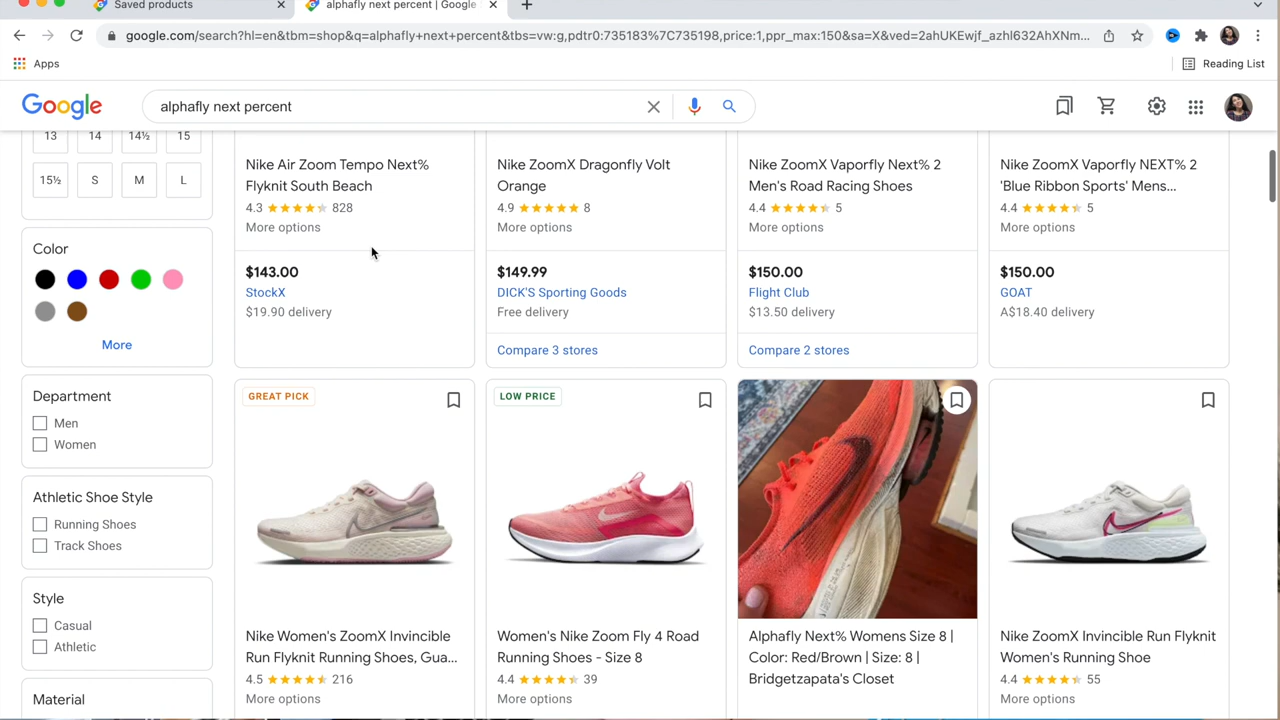 Saved products
alphafly next percent | Google
google.com/search?hl=en&tbm=shop&q=alphafly+next+percent&tbs=vw:g,pdtr0:735183%7C735198,price:1,ppr_max:150&sa=X&ved=2ahUKEwjf_azhl632AhXNm...
Apps
Reading List
Google
alphafly next percent
13 14 14½ 15
15½ S M L
Color
More
Department
Men
Women
Athletic Shoe Style
Running Shoes
Track Shoes
Style
Casual
Athletic
Material
Nike Air Zoom Tempo Next%
Flyknit South Beach
4.3 828
More options
$143.00
StockX
$19.90 delivery
Nike ZoomX Dragonfly Volt
Orange
4.9 8
More options
$149.99
DICK'S Sporting Goods
Free delivery
Compare 3 stores
Nike ZoomX Vaporfly Next% 2
Men's Road Racing Shoes
4.4 5
More options
$150.00
Flight Club
$13.50 delivery
Compare 2 stores
Nike ZoomX Vaporfly NEXT% 2
'Blue Ribbon Sports' Mens...
4.4 5
More options
$150.00
GOAT
A$18.40 delivery
GREAT PICK
Nike Women's ZoomX Invincible
Run Flyknit Running Shoes, Gua...
4.5 216
More options
LOW PRICE
Women's Nike Zoom Fly 4 Road
Running Shoes - Size 8
4.4 39
More options
Alphafly Next% Womens Size 8 |
Color: Red/Brown | Size: 8 |
Bridgetzapata's Closet
Nike ZoomX Invincible Run Flyknit
Women's Running Shoe
4.4 55
More options